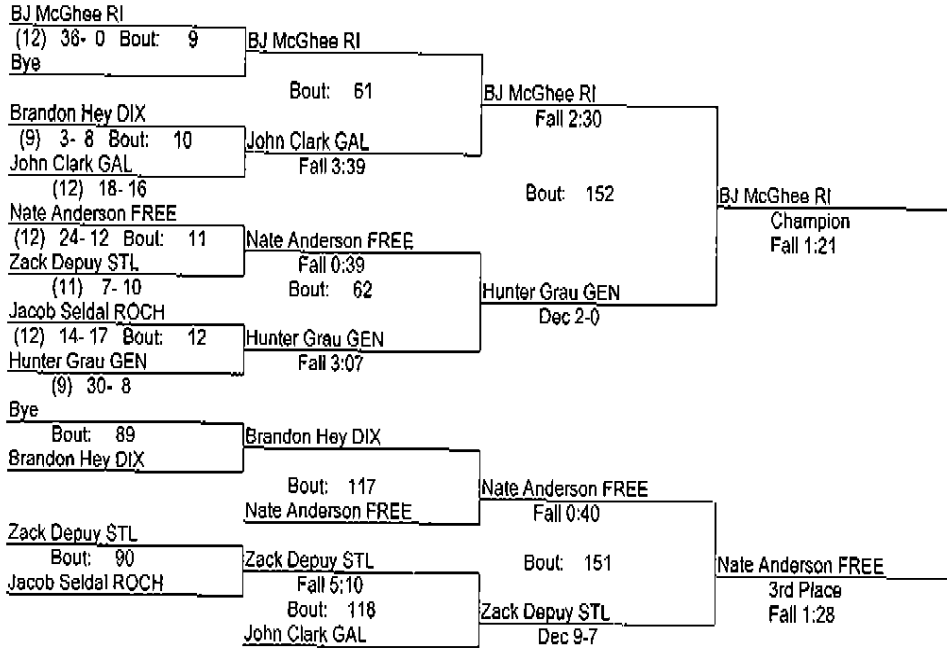 BJ McGhee RI
(12) 36- 0 Bout: 9
BJ McGhee RI
Bye
Bout: 61
BJ McGhee RI
Fall 2:30
Brandon Hey DIX
(9) 3- 8 Bout: 10
John Clark GAL
John Clark GAL
Fall 3:39
(12) 18- 16
Bout: 152
BJ McGhee RI
Champion
Fall 1:21
Nate Anderson FREE
(12) 24- 12 Bout: 11
Nate Anderson FREE
Fall 0:39
Zack Depuy STL
(11) 7- 10
Bout: 62
Hunter Grau GEN
Dec 2-0
Jacob Seldal ROCH
(12) 14- 17 Bout: 12
Hunter Grau GEN
Fall 3:07
Hunter Grau GEN
(9) 30- 8
Bye
Bout: 89
Brandon Hey DIX
Brandon Hey DIX
Bout: 117
Nate Anderson FREE
Nate Anderson FREE
Fall 0:40
Zack Depuy STL
Bout: 90
Zack Depuy STL
Fall 5:10
Jacob Seldal ROCH
Bout: 151
Nate Anderson FREE
3rd Place
Fall 1:28
Bout: 118
John Clark GAL
Zack Depuy STL
Dec 9-7